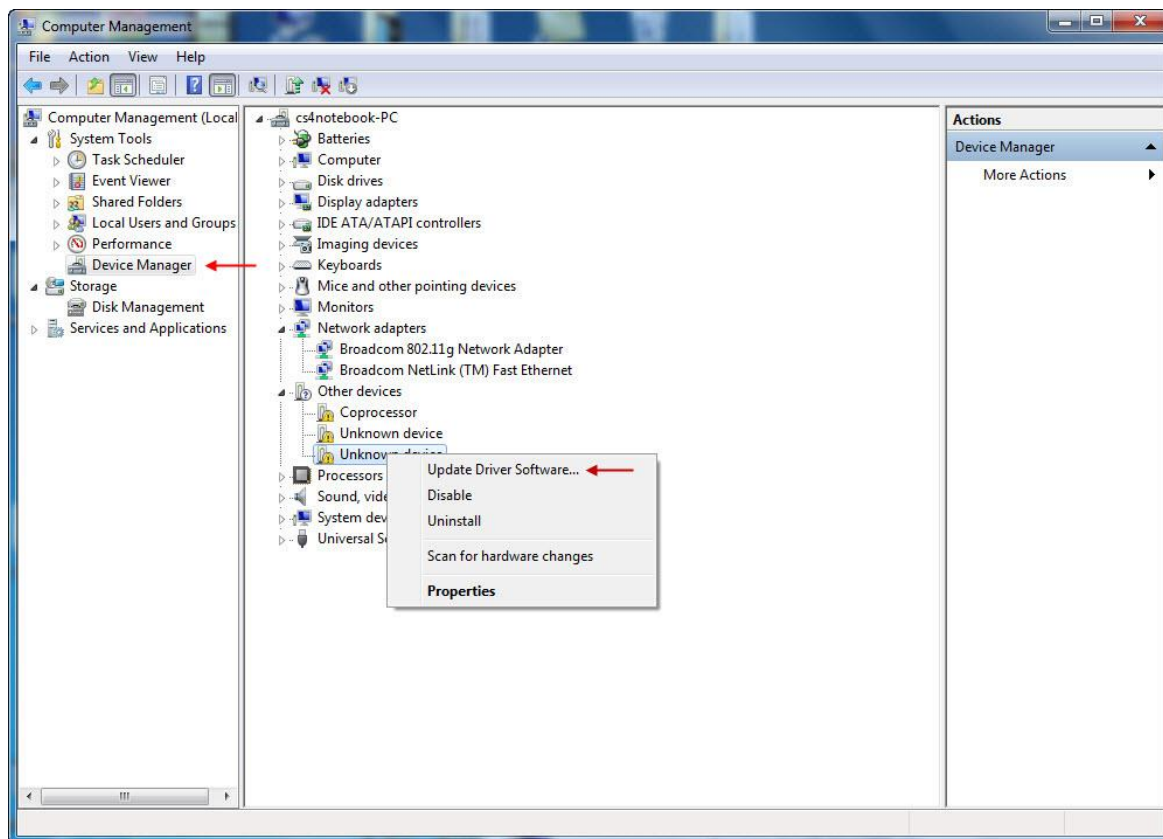 Computer Management
File Action View Help
Computer Management (Local
System Tools
Task Scheduler
Event Viewer
Shared Folders
Local Users and Groups
Performance
Device Manager
Storage
Disk Management
Services and Applications
cs4notebook-PC
Batteries
Computer
Disk drives
Display adapters
IDE ATA/ATAPI controllers
Imaging devices
Keyboards
Mice and other pointing devices
Monitors
Network adapters
Broadcom 802.11g Network Adapter
Broadcom NetLink (TM) Fast Ethernet
Other devices
Coprocessor
Unknown device
Unknown device
Processors
Sound, vide
System dev
Universal Se
Update Driver Software...
Disable
Uninstall
Scan for hardware changes
Properties
Actions
Device Manager
More Actions